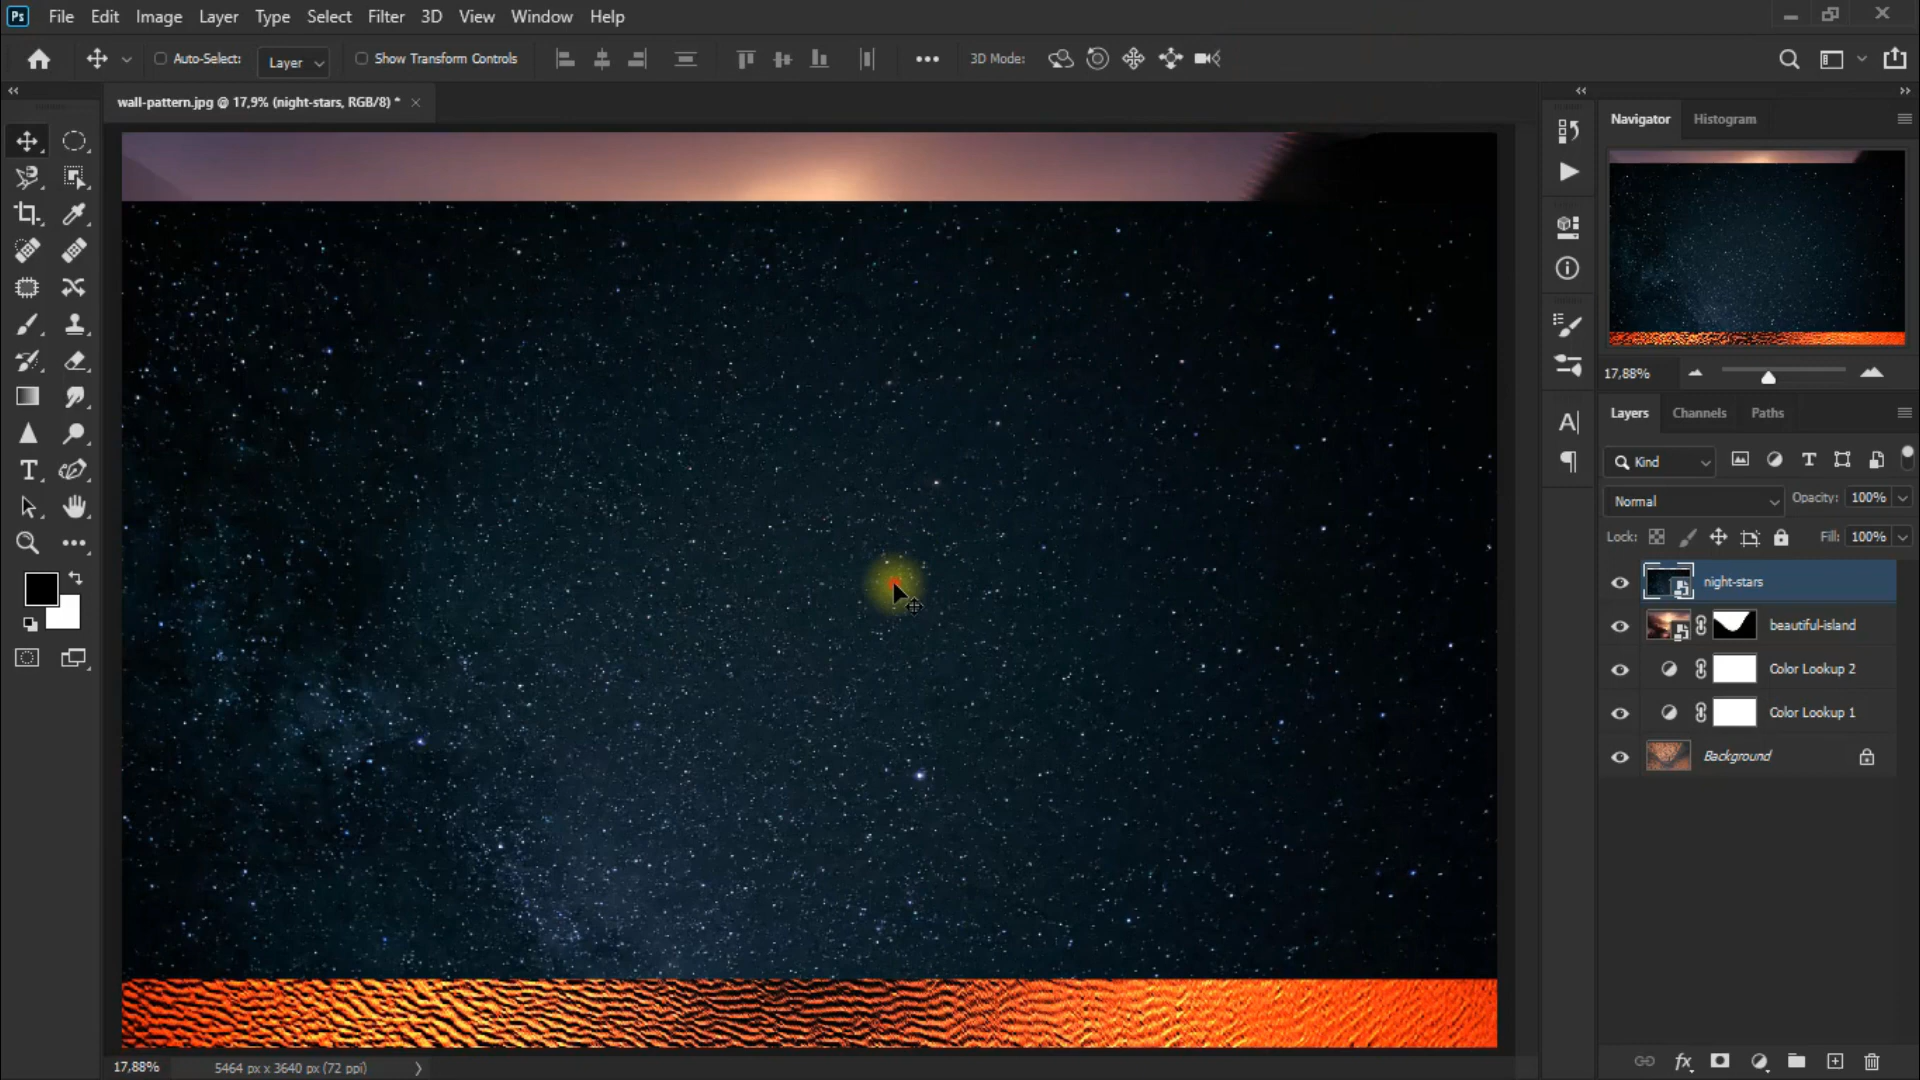 Ps File Edit Image Layer Type Select Filter 3D View Window Help
Auto-Select: Layer Show Transform Controls 3D Mode:
wall-pattern.jpg @ 17,9% (night-stars, RGB/8) *
Navigator Histogram
17,88%
Layers Channels Paths
Kind
Normal Opacity: 100%
Lock: Fill: 100%
night-stars
beautiful-island
Color Lookup 2
Color Lookup 1
Background
17,88% 5464 px x 3640 px (72 ppi)